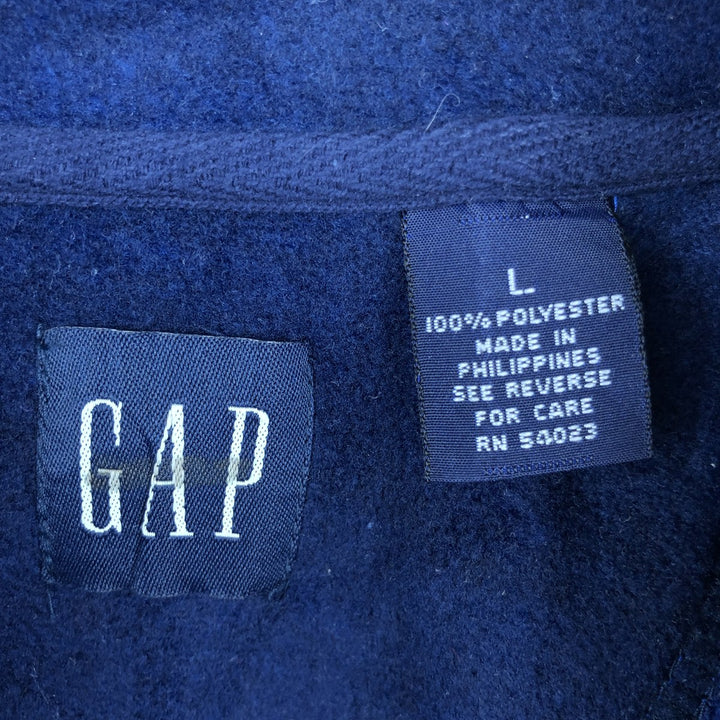 GAP
L.
100% POLYESTER
MADE IN
PHILIPPINES
SEE REVERSE
FOR CARE
RN 54023